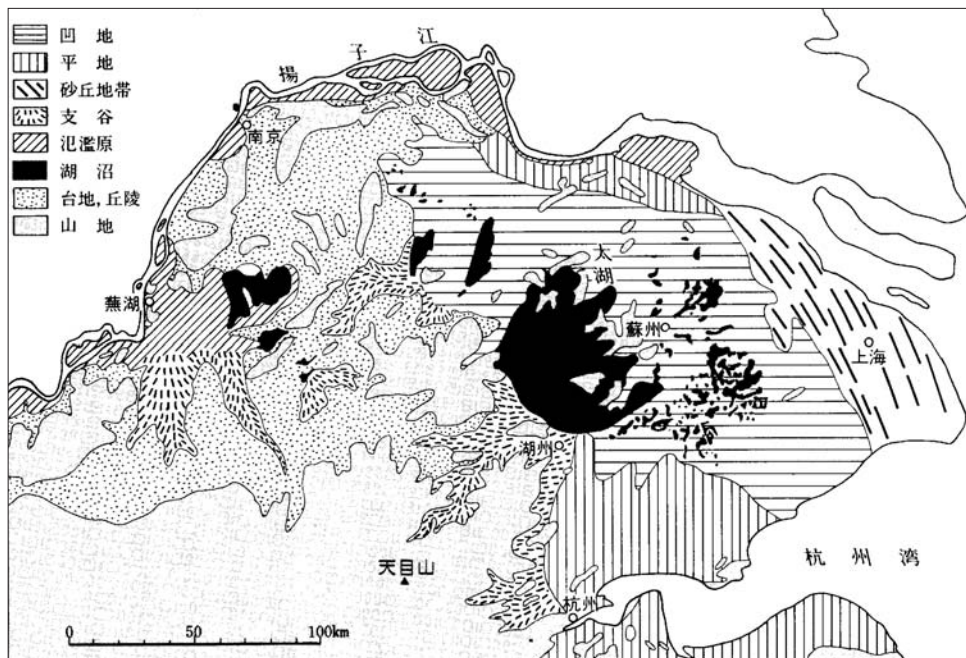 凹地
平地
砂丘地帯
支谷
氾濫原
湖沼
台地,丘陵
山地
揚子江
南京
蕪湖
太湖
蘇州
上海
湖州
天目山
杭州
杭州湾
0 50 100km